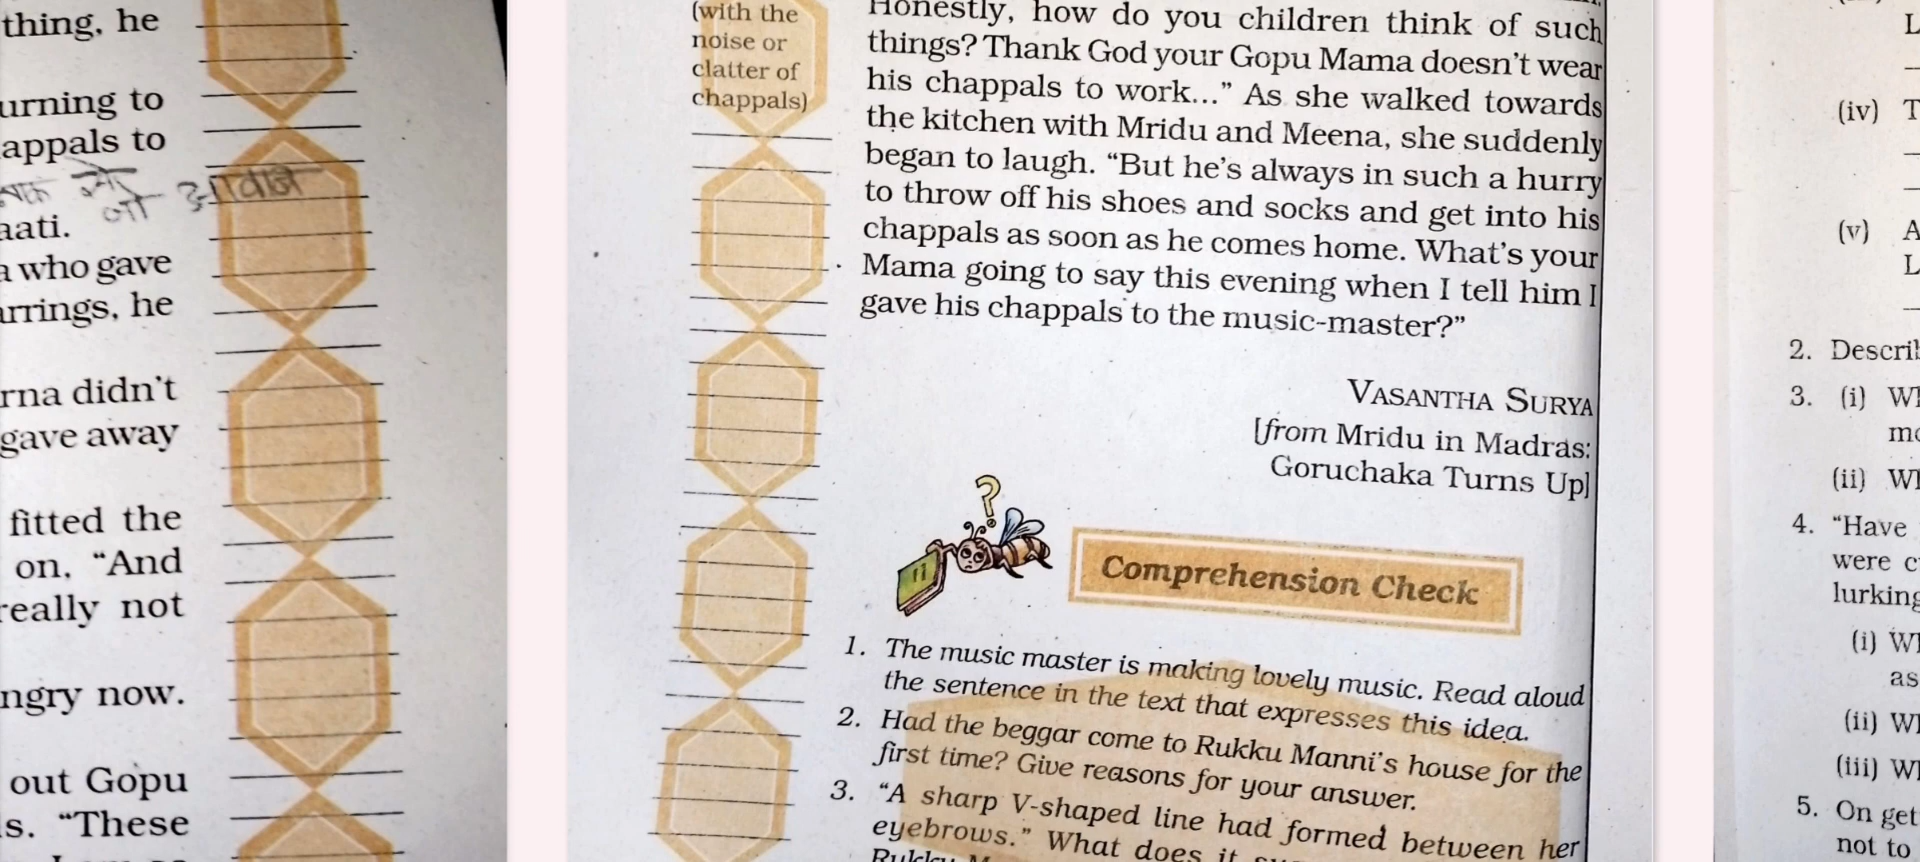 thing, he
to
to
आवाज
who gave
he
didn't
gave away
fitted the
on, "And
really not
now.
out Gopu
"These
(with the
noise or
clatter of
chappals)
Honestly, how do you children think of such
things? Thank God your Gopu Mama doesn't wear
his chappals to work..." As she walked towards
the kitchen with Mridu and Meena, she suddenly
began to laugh. "But he's always in such a hurry
to throw off his shoes and socks and get into his
chappals as soon as he comes home. What's your
Mama going to say this evening when I tell him I
gave his chappals to the music-master?"
VASANTHA SURYA
[from Mridu in Madras:
Goruchaka Turns Up]
?
Comprehension Check
1. The music master is making lovely music. Read aloud
the sentence in the text that expresses this idea.
2. Had the beggar come to Rukku Manni's house for the
first time? Give reasons for your answer.
3. "A sharp V-shaped line had formed between her
eyebrows." What does it
(iv)
(v)
2.
3. (i)
(ii)
4. "Have
were
(i)
as
(ii)
(iii)
5. On
not to